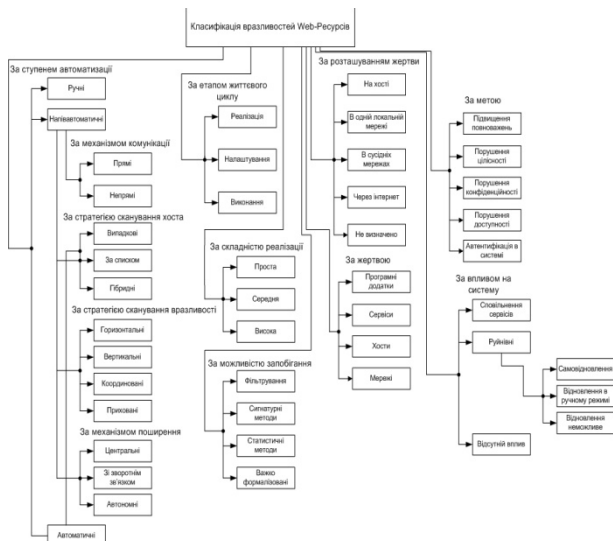 Класифікація вразливостей Web-Ресурсів
За ступенем автоматизації
Ручні
Напівавтоматичні
За механізмом комунікації
Прямі
Непрямі
За стратегією сканування хоста
Випадкові
За списком
Гібридні
За стратегією сканування вразливості
Горизонтальні
Вертикальні
Координовані
Приховані
За механізмом поширення
Центральні
Зі зворотнім
зв'язком
Автономні
Автоматичні
За етапом життєвого
циклу
Реалізація
Налаштування
Виконання
За складністю реалізації
Проста
Середня
Висока
За можливістю запобігання
Фільтрування
Сигнатурні
методи
Статистичні
методи
Важко
формалізовані
За розташуванням жертви
На хості
В одній локальній
мережі
В сусідніх
мережах
Через інтернет
Не визначено
За жертвою
Програмні
додатки
Сервіси
Хости
Мережі
За метою
Підвищення
повноважень
Порушення
цілісності
Порушення
конфіденційності
Порушення
доступності
Автентифікація в
системі
За впливом на
систему
Сповільнення
сервісів
Руйнівні
Самовідновлення
Відновлення в
ручному режимі
Відновлення
неможливе
Відсутній вплив